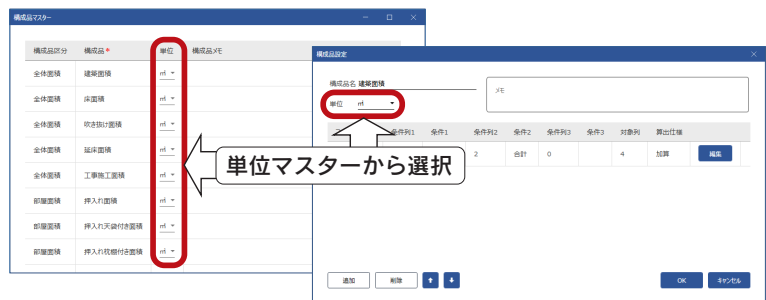 構成品マスター
構成品区分 構成品* 単位 構成品メモ
全体面積 建築面積 ㎡
全体面積 床面積 ㎡
全体面積 吹き抜け面積 ㎡
全体面積 延床面積 ㎡
全体面積 工事施工面積 ㎡
部屋面積 押入れ面積 ㎡
部屋面積 押入れ天袋付き面積 ㎡
部屋面積 押入れ枕棚付き面積 ㎡
単位マスターから選択
構成品設定
構成品名 建築面積
メモ
単位 ㎡
条件列1 条件1 条件列2 条件2 条件列3 条件3 対象列 算出仕様
2 合計 0 4 加算 編集
追加 削除 OK キャンセル